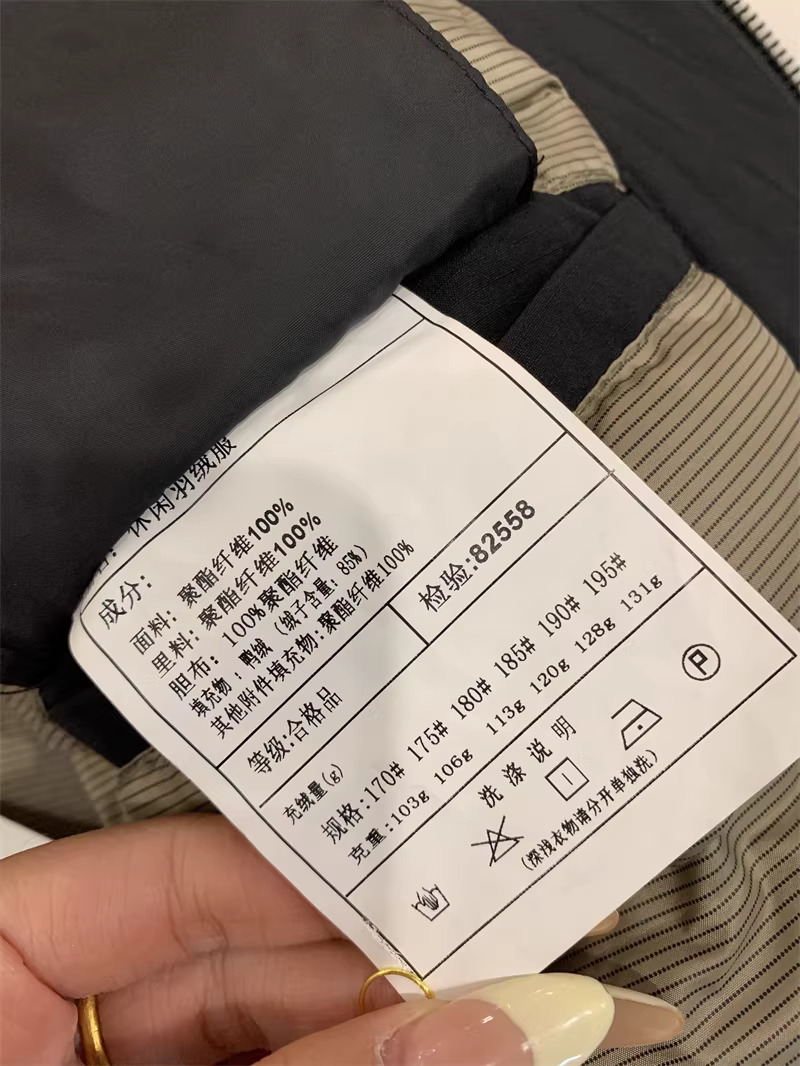 休闲羽绒服
成分:
面料: 聚酯纤维100%
里料: 聚酯纤维100%
胆布: 100%聚酯纤维
填充物: 鸭绒 (绒子含量: 85%)
其他附件填充物: 聚酯纤维100%
等级:合格品
检验:82558
充绒量(g)
规格:170# 175# 180# 185# 190# 195#
克重:103g 106g 113g 120g 128g 131g
洗涤说明
P
(深浅衣物请分开单独洗)